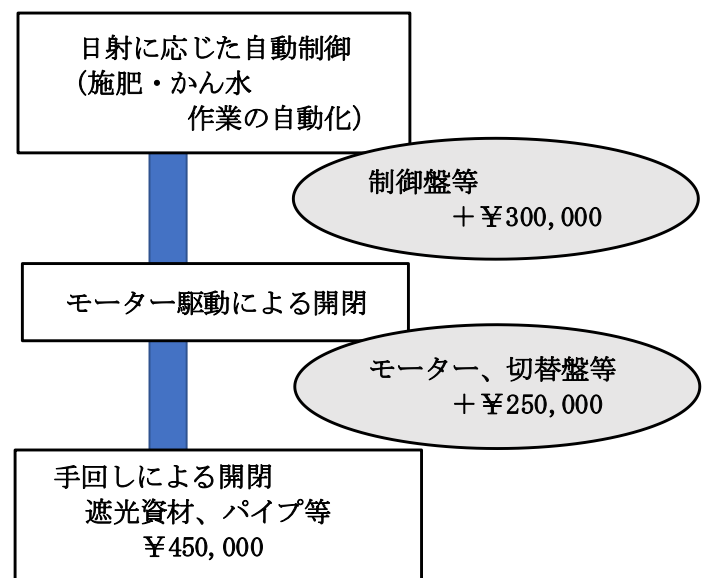 日射に応じた自動制御
（施肥・かん水
作業の自動化）
制御盤等
＋￥300,000
モーター駆動による開閉
モーター、切替盤等
＋￥250,000
手回しによる開閉
遮光資材、パイプ等
￥450,000